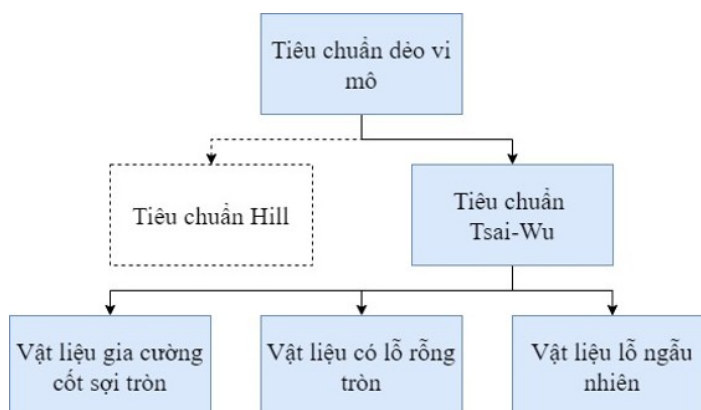 Tiêu chuẩn dẻo vi
mô
Tiêu chuẩn Hill
Tiêu chuẩn
Tsai-Wu
Vật liệu gia cường
cốt sợi tròn
Vật liệu có lỗ rỗng
tròn
Vật liệu lỗ ngẫu
nhiên